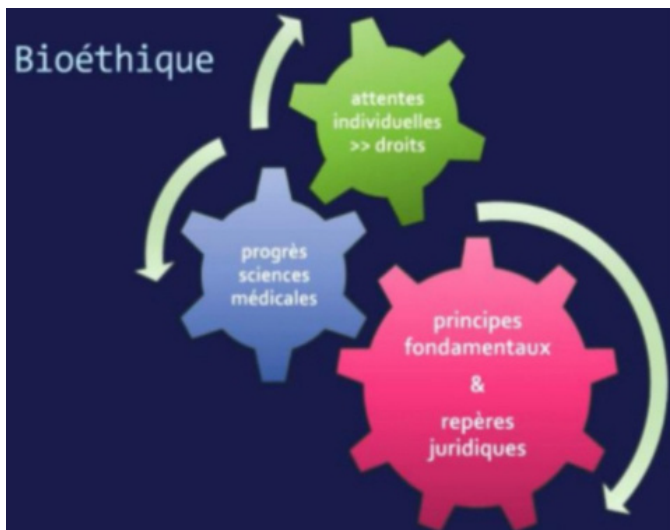 Bioéthique
attentes
individuelles
>> droits
progrès
sciences
médicales
principes
fondamentaux
&
repères
juridiques